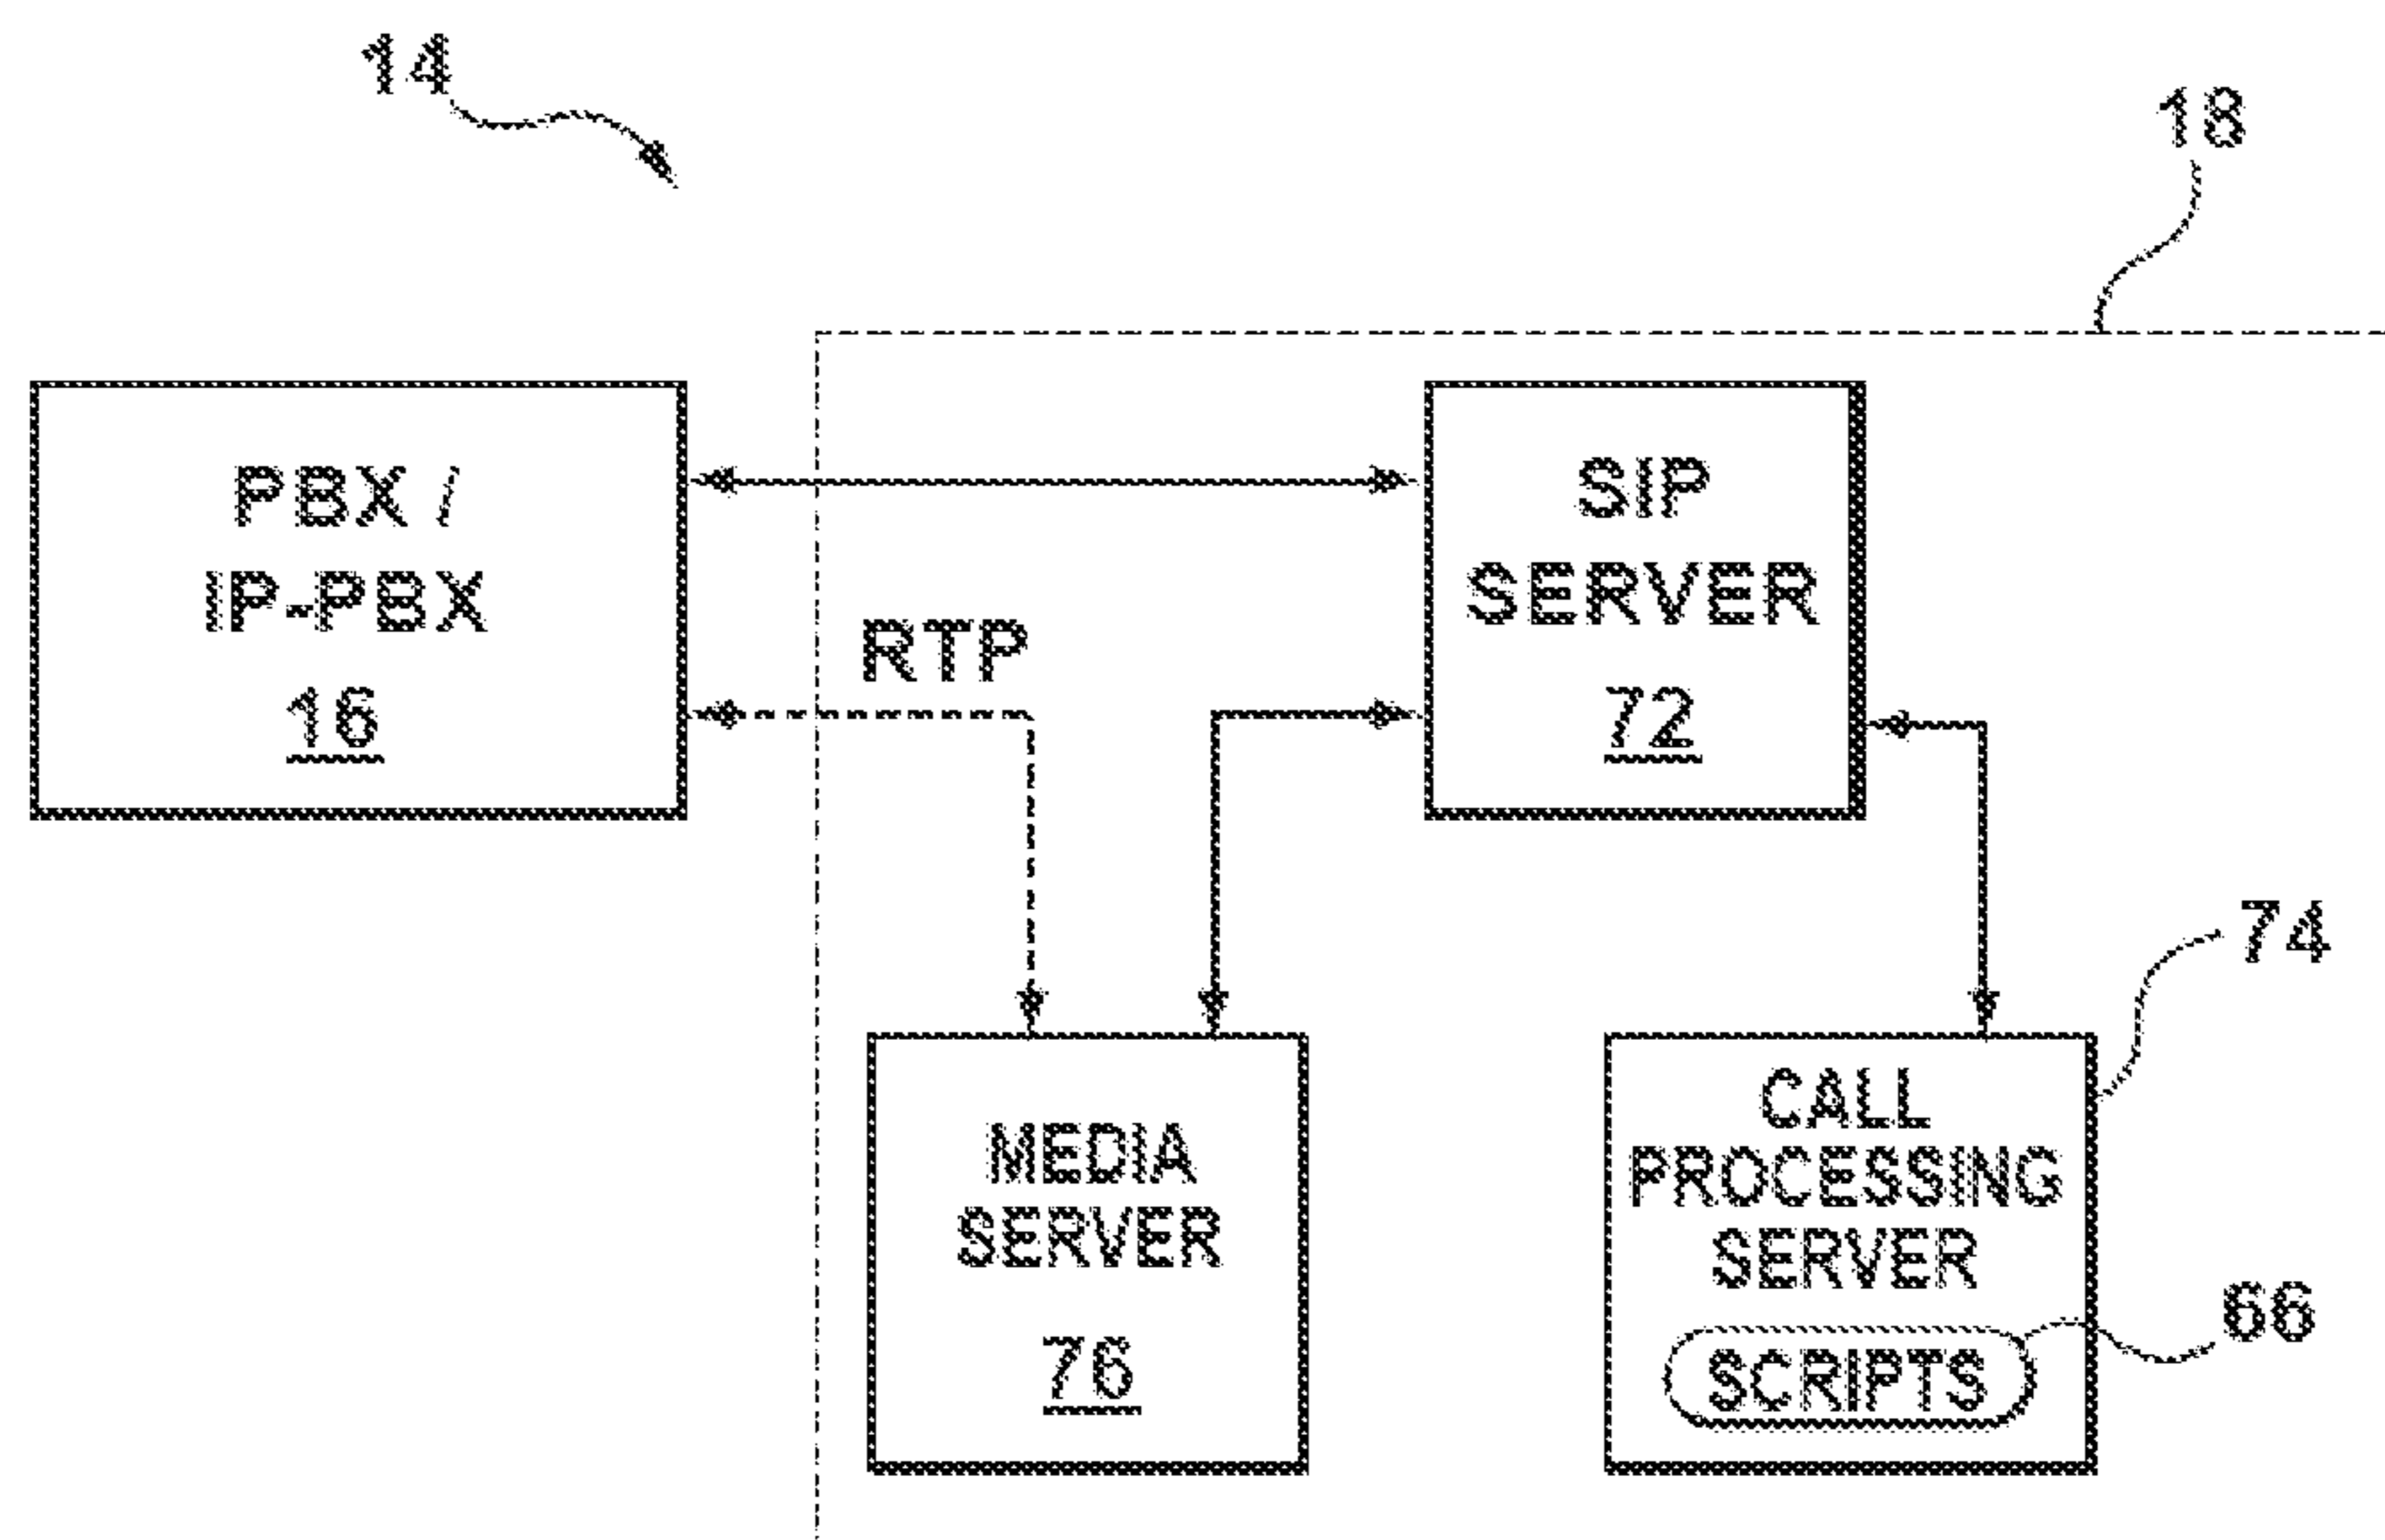 14
18
PBX /
IP-PBX
16
SIP
SERVER
72
RTP
74
MEDIA
SERVER
76
CALL
PROCESSING
SERVER
SCRIPTS
66